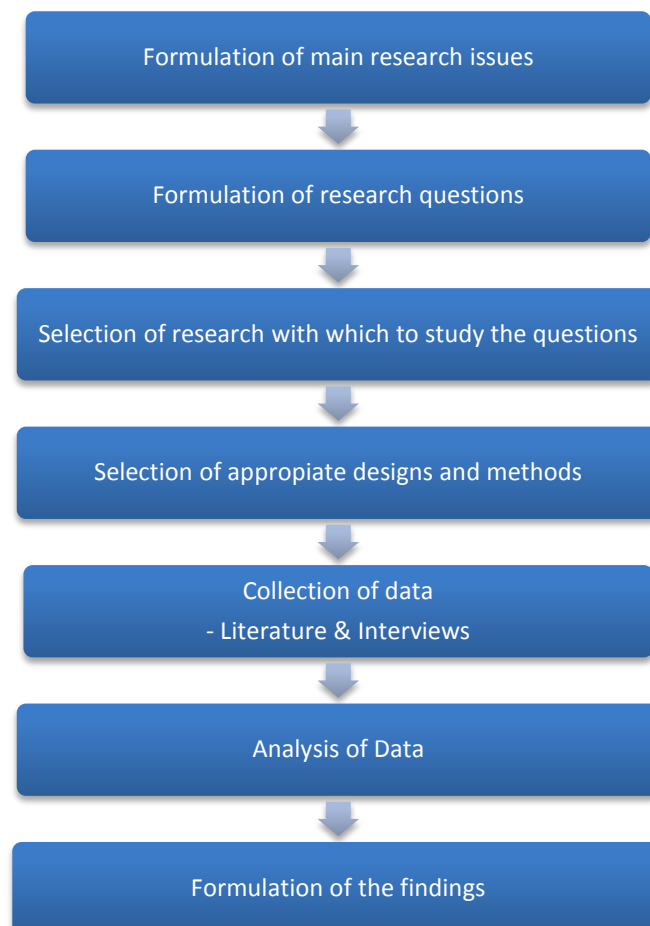 Formulation of main research issues
Formulation of research questions
Selection of research with which to study the questions
Selection of appropiate designs and methods
Collection of data
- Literature & Interviews
Analysis of Data
Formulation of the findings